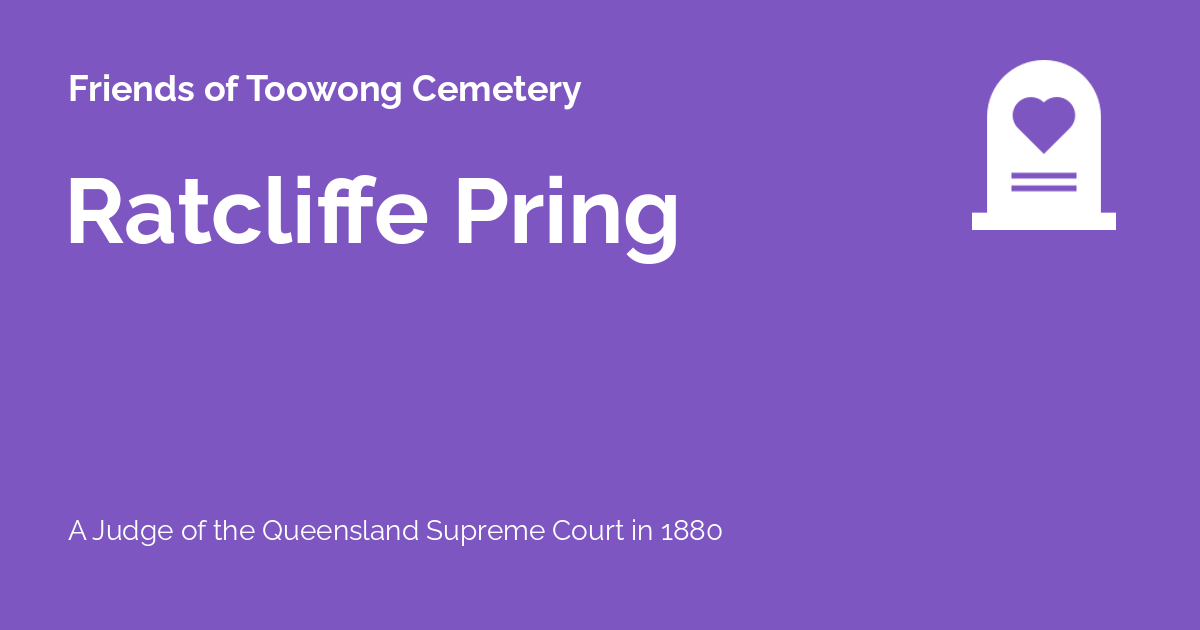 Friends of Toowong Cemetery
Ratcliffe Pring
A Judge of the Queensland Supreme Court in 1880